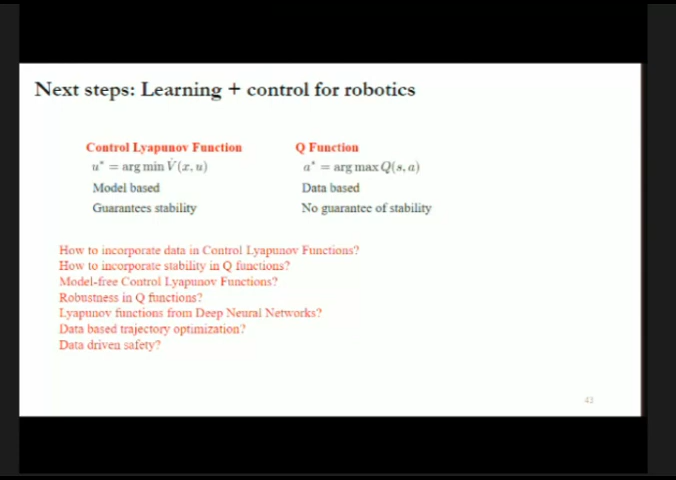 Next steps: Learning + control for robotics
Control Lyapunov Function
u* = arg min V̇(x, u)
Model based
Guarantees stability
Q Function
a* = arg max Q(s, a)
Data based
No guarantee of stability
How to incorporate data in Control Lyapunov Functions?
How to incorporate stability in Q functions?
Model-free Control Lyapunov Functions?
Robustness in Q functions?
Lyapunov functions from Deep Neural Networks?
Data based trajectory optimization?
Data driven safety?
43